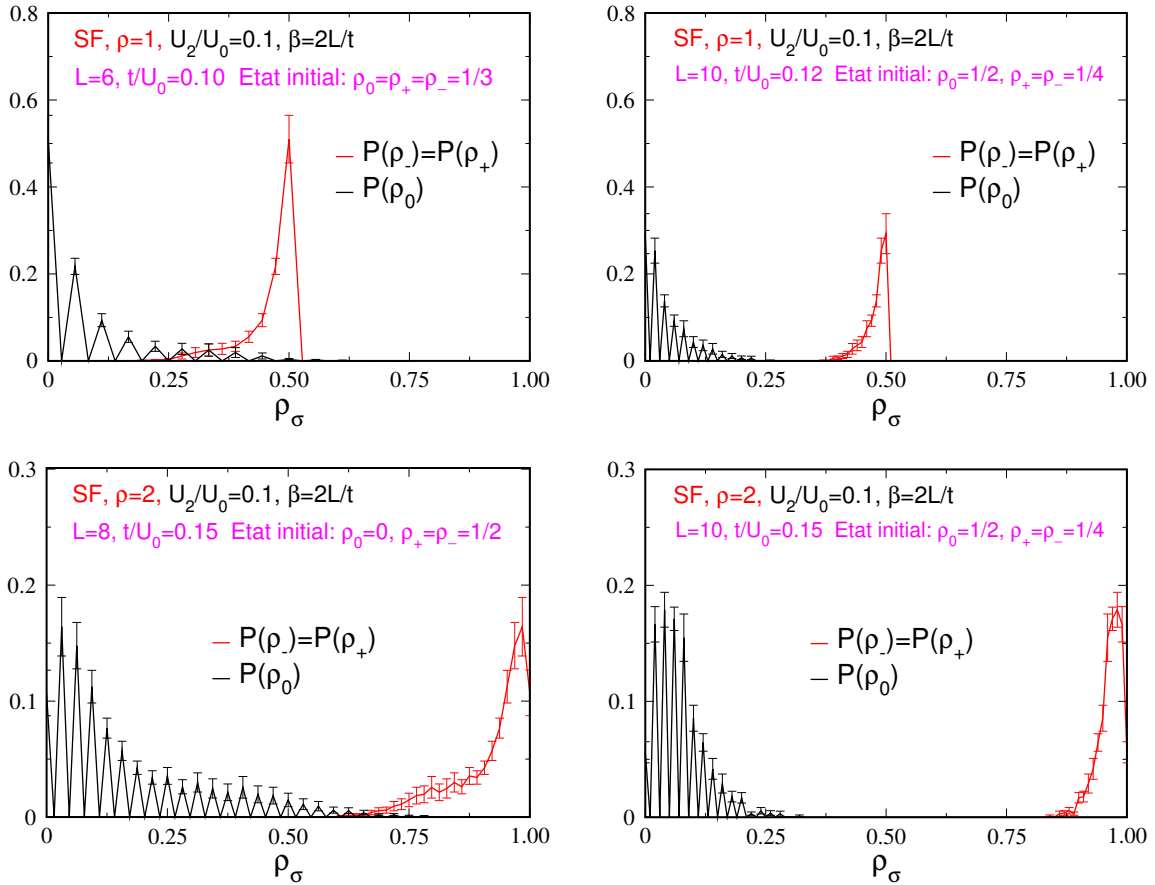 SF, ρ=1, U₂/U₀=0.1, β=2L/t
L=6, t/U₀=0.10 Etat initial: ρ₀=ρ₊=ρ₋=1/3
P(ρ₋)=P(ρ₊)
P(ρ₀)
0.8
0.6
0.4
0.2
0
0 0.25 0.50 0.75 1.00
ρσ
SF, ρ=1, U₂/U₀=0.1, β=2L/t
L=10, t/U₀=0.12 Etat initial: ρ₀=1/2, ρ₊=ρ₋=1/4
P(ρ₋)=P(ρ₊)
P(ρ₀)
0.8
0.6
0.4
0.2
0
0 0.25 0.50 0.75 1.00
ρσ
SF, ρ=2, U₂/U₀=0.1, β=2L/t
L=8, t/U₀=0.15 Etat initial: ρ₀=0, ρ₊=ρ₋=1/2
P(ρ₋)=P(ρ₊)
P(ρ₀)
0.3
0.2
0.1
0
0 0.25 0.50 0.75 1.00
ρσ
SF, ρ=2, U₂/U₀=0.1, β=2L/t
L=10, t/U₀=0.15 Etat initial: ρ₀=1/2, ρ₊=ρ₋=1/4
P(ρ₋)=P(ρ₊)
P(ρ₀)
0.3
0.2
0.1
0
0 0.25 0.50 0.75 1.00
ρσ